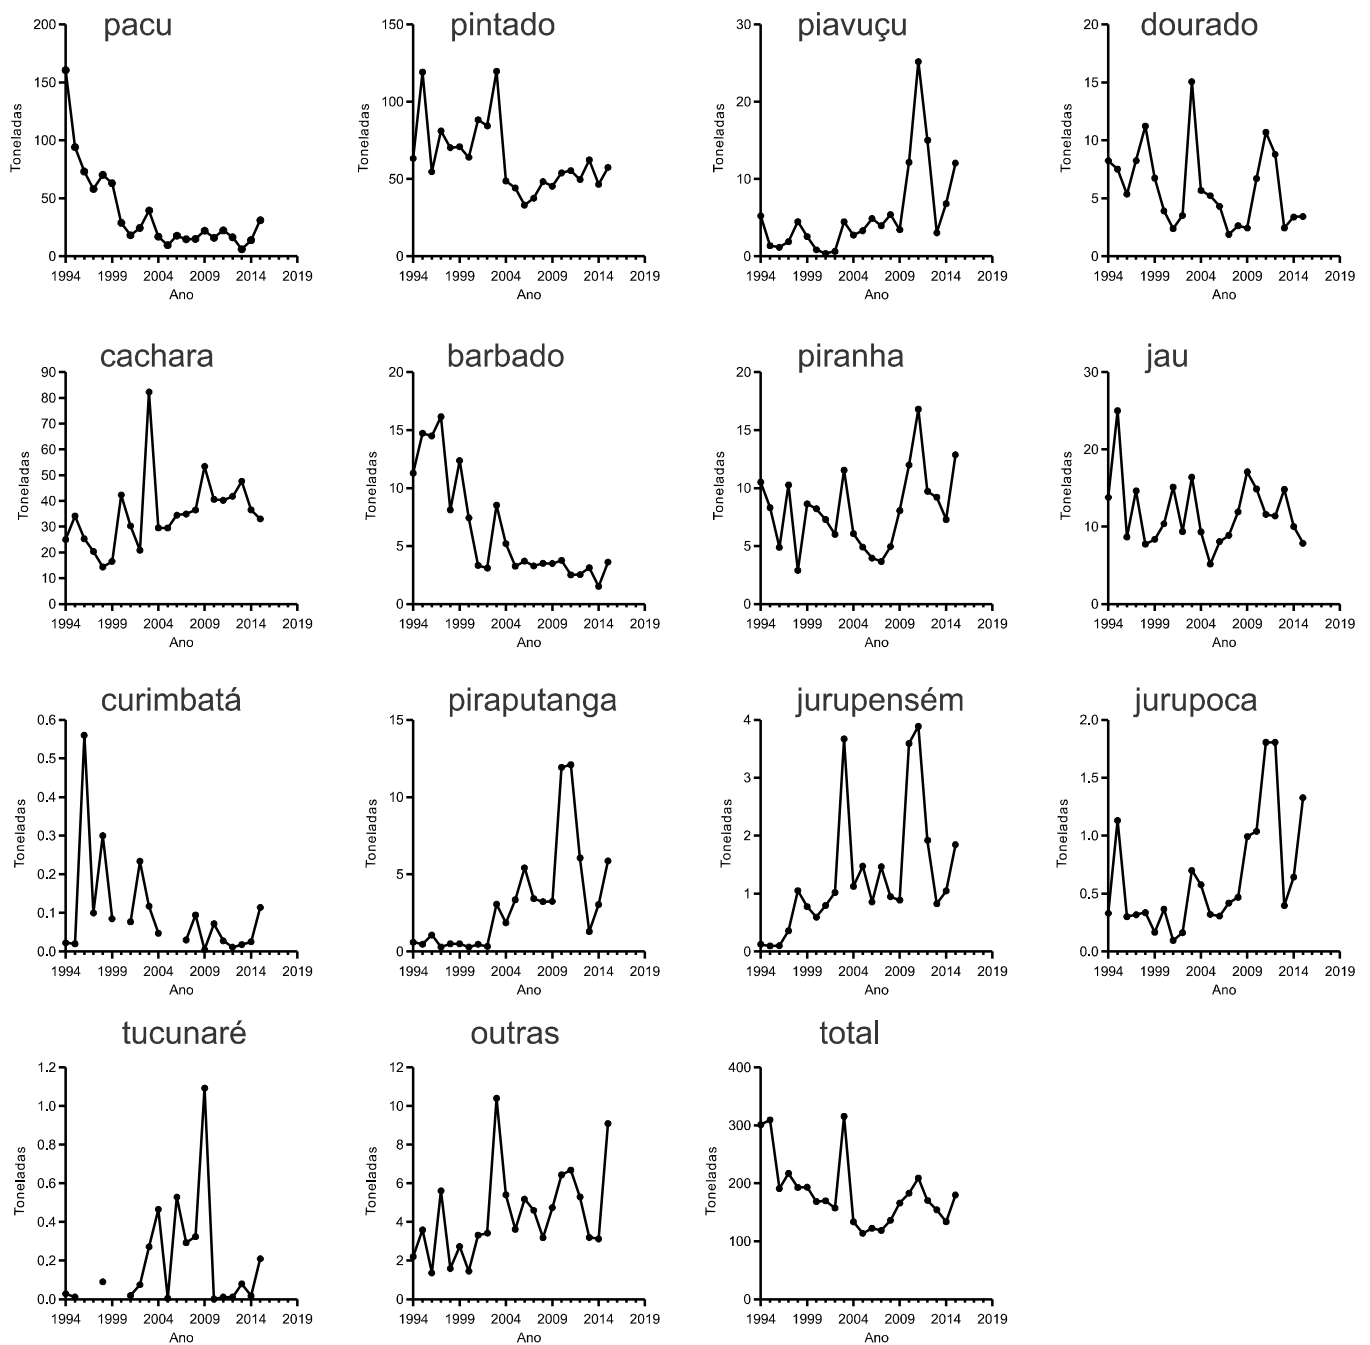 pacu
200
150
100
50
0
Toneladas
1994 1999 2004 2009 2014 2019
Ano
pintado
150
100
50
0
Toneladas
1994 1999 2004 2009 2014 2019
Ano
piavuçu
30
20
10
0
Toneladas
1994 1999 2004 2009 2014 2019
Ano
dourado
20
15
10
5
0
Toneladas
1994 1999 2004 2009 2014 2019
Ano
cachara
90
80
70
60
50
40
30
20
10
0
Toneladas
1994 1999 2004 2009 2014 2019
Ano
barbado
20
15
10
5
0
Toneladas
1994 1999 2004 2009 2014 2019
Ano
piranha
20
15
10
5
0
Toneladas
1994 1999 2004 2009 2014 2019
Ano
jau
30
20
10
0
Toneladas
1994 1999 2004 2009 2014 2019
Ano
curimbatá
0.6
0.5
0.4
0.3
0.2
0.1
0.0
Toneladas
1994 1999 2004 2009 2014 2019
Ano
piraputanga
15
10
5
0
Toneladas
1994 1999 2004 2009 2014 2019
Ano
jurupensém
4
3
2
1
0
Toneladas
1994 1999 2004 2009 2014 2019
Ano
jurupoca
2.0
1.5
1.0
0.5
0.0
Toneladas
1994 1999 2004 2009 2014 2019
Ano
tucunaré
1.2
1.0
0.8
0.6
0.4
0.2
0.0
Toneladas
1994 1999 2004 2009 2014 2019
Ano
outras
12
10
8
6
4
2
0
Toneladas
1994 1999 2004 2009 2014 2019
Ano
total
400
300
200
100
0
Toneladas
1994 1999 2004 2009 2014 2019
Ano